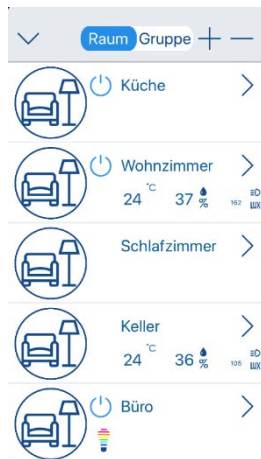 Raum Gruppe
Küche
Wohnzimmer
24 °C 37 % 162 LUX
Schlafzimmer
Keller
24 °C 36 % 105 LUX
Büro